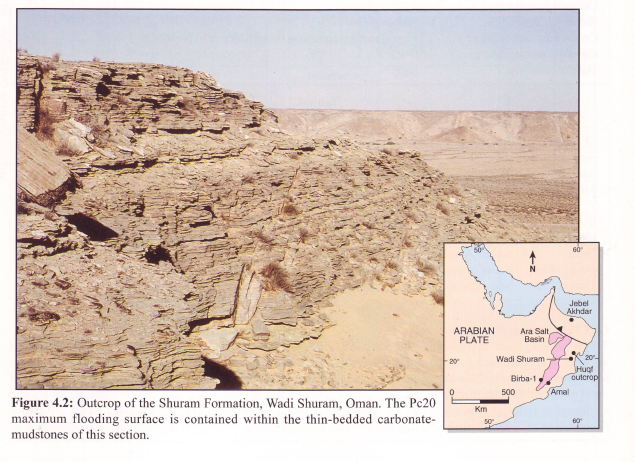 50°
60°
N
Jebel
Akhdar
ARABIAN
PLATE
Ara Salt
Basin
20°
Wadi Shuram
20°
Huqf
outcrop
Birba-1
Amal
0
500
Km
50°
60°
Figure 4.2: Outcrop of the Shuram Formation, Wadi Shuram, Oman. The Pc20
maximum flooding surface is contained within the thin-bedded carbonate-
mudstones of this section.